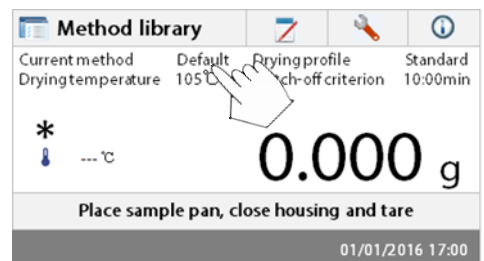 Method library
Current method Default Drying profile Standard
Drying temperature 105 °C tch-off criterion 10:00min
*
--- °C
0.000 g
Place sample pan, close housing and tare
01/01/2016 17:00